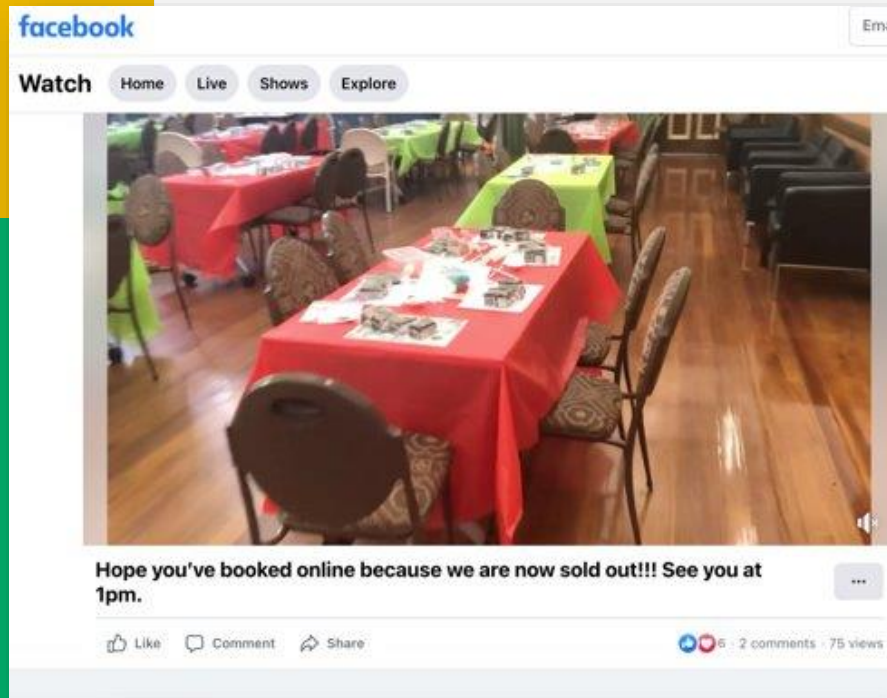 facebook
Ema
Watch Home Live Shows Explore
Hope you've booked online because we are now sold out!!! See you at
1pm.
Like Comment Share 6 · 2 comments · 75 views